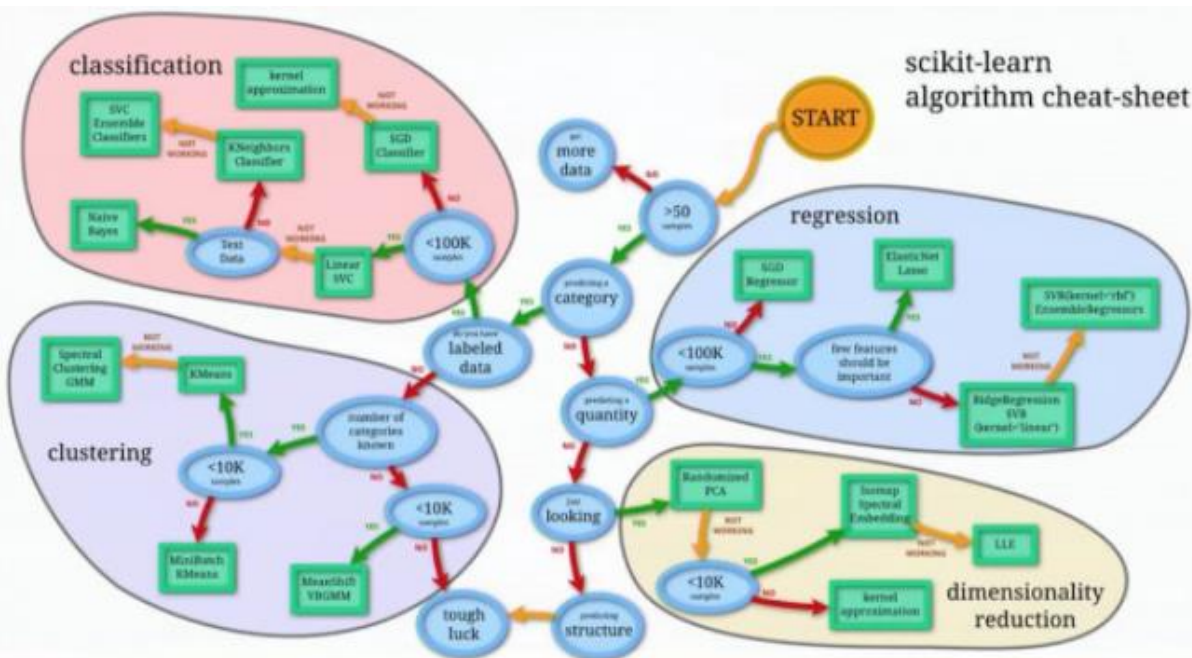 scikit-learn
algorithm cheat-sheet
START
get
more
data
NO
>50
samples
YES
predicting a
category
YES
NO
do you have
labeled
data
YES
NO
predicting a
quantity
YES
NO
just
looking
YES
NO
predicting
structure
tough
luck
classification
kernel
approximation
NOT
WORKING
SVC
Ensemble
Classifiers
NOT
WORKING
KNeighbors
Classifier
SGD
Classifier
NO
Naive
Bayes
YES
NO
Text
Data
NOT
WORKING
Linear
SVC
YES
<100K
samples
regression
SGD
Regressor
NO
<100K
samples
YES
ElasticNet
Lasso
YES
few features
should be
important
NO
SVR(kernel='rbf')
EnsembleRegressors
NOT
WORKING
RidgeRegression
SVR
(kernel='linear')
clustering
Spectral
Clustering
GMM
NOT
WORKING
KMeans
YES
<10K
samples
YES
number of
categories
known
NO
NO
MiniBatch
KMeans
<10K
samples
YES
NO
MeanShift
VBGMM
dimensionality
reduction
Randomized
PCA
NOT
WORKING
<10K
samples
YES
NO
Isomap
Spectral
Embedding
NOT
WORKING
LLE
kernel
approximation